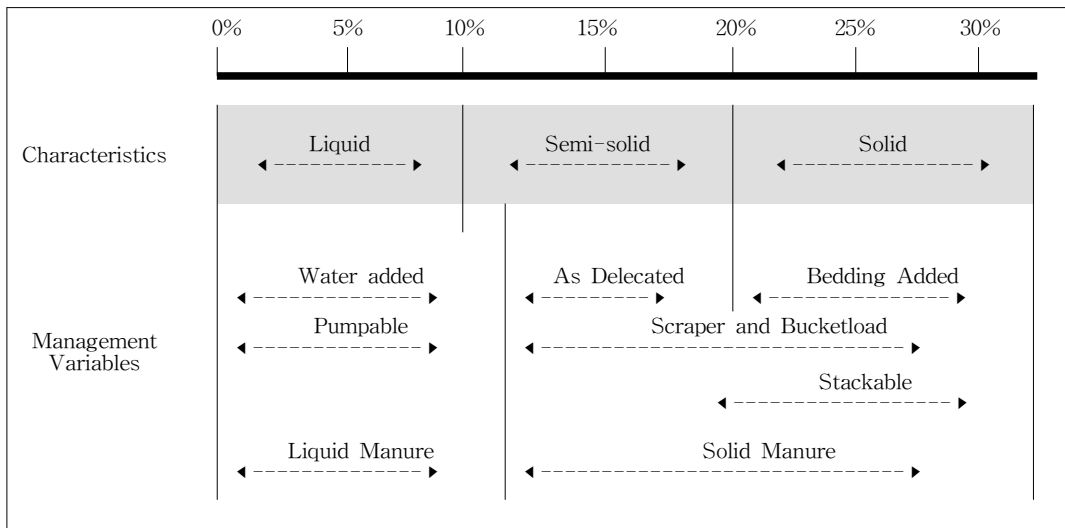 0% 5% 10% 15% 20% 25% 30%
Characteristics Liquid Semi-solid Solid
Water added As Delecated Bedding Added
Pumpable Scraper and Bucketload
Management
Variables
Stackable
Liquid Manure Solid Manure